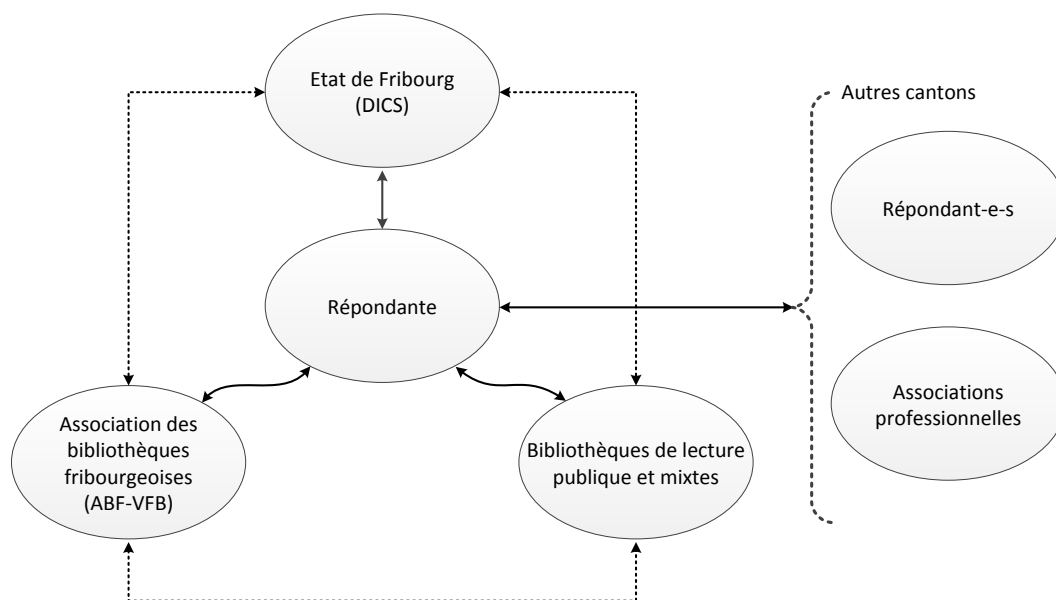 Etat de Fribourg
(DICS)
Autres cantons
Répondant-e-s
Répondante
Association des
bibliothèques
fribourgeoises
(ABF-VFB)
Bibliothèques de lecture
publique et mixtes
Associations
professionnelles